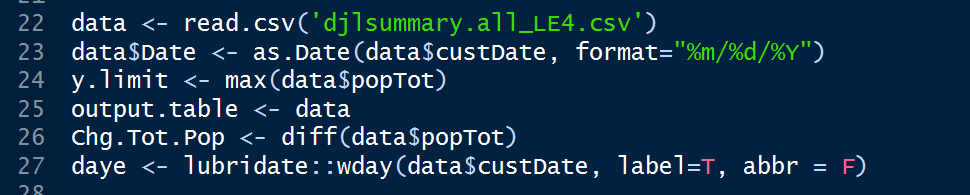 22 data <- read.csv('djlsummary.all_LE4.csv')
23 data$Date <- as.Date(data$custDate, format="%m/%d/%Y")
24 y.limit <- max(data$popTot)
25 output.table <- data
26 Chg.Tot.Pop <- diff(data$popTot)
27 daye <- lubridate::wday(data$custDate, label=T, abbr = F)